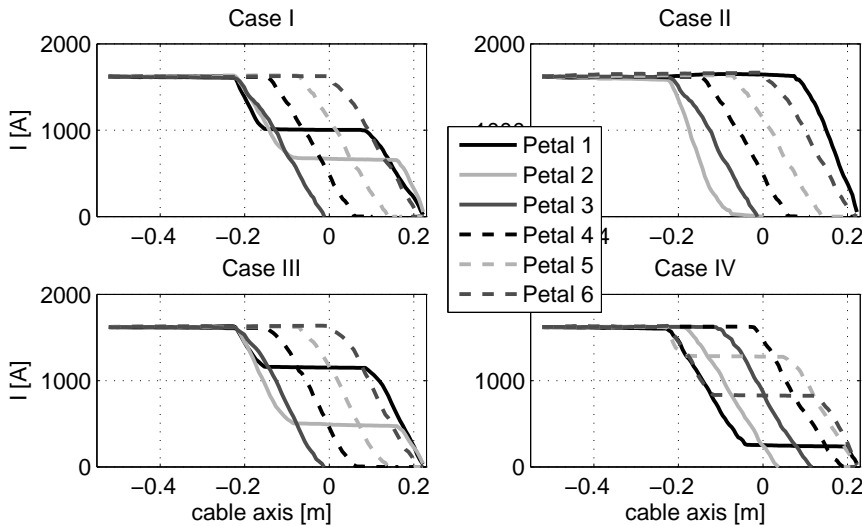 Case I
Case II
I [A]
2000
1000
0
−0.4
−0.2
0
0.2
2000
1000
0
−0.4
−0.2
0
0.2
Petal 1
Petal 2
Petal 3
Petal 4
Petal 5
Petal 6
Case III
Case IV
I [A]
2000
1000
0
−0.4
−0.2
0
0.2
cable axis [m]
2000
1000
0
−0.4
−0.2
0
0.2
cable axis [m]